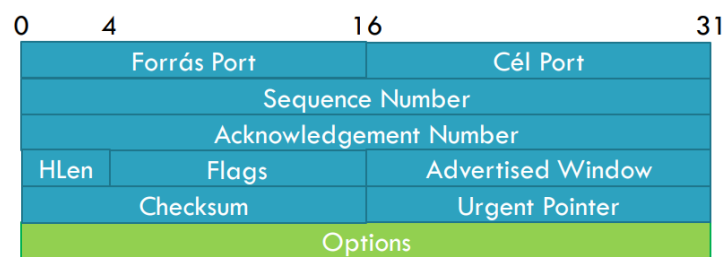 0 4 16 31
Forrás Port Cél Port
Sequence Number
Acknowledgement Number
HLen Flags Advertised Window
Checksum Urgent Pointer
Options